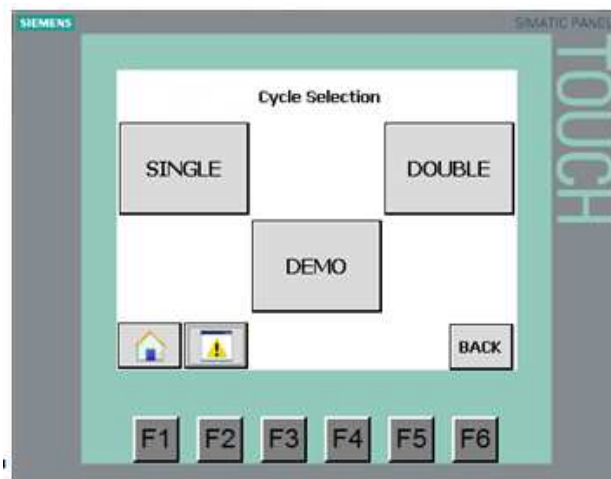 SIEMENS
SIMATIC PANEL
TOUCH
Cycle Selection
SINGLE
DOUBLE
DEMO
BACK
F1 F2 F3 F4 F5 F6